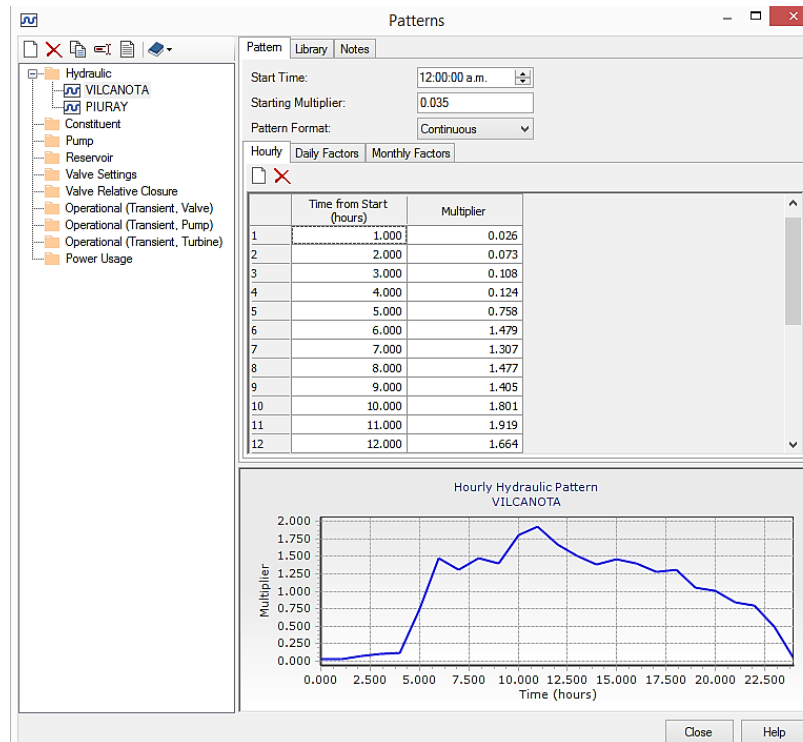 Patterns
Hydraulic
VILCANOTA
PIURAY
Constituent
Pump
Reservoir
Valve Settings
Valve Relative Closure
Operational (Transient, Valve)
Operational (Transient, Pump)
Operational (Transient, Turbine)
Power Usage
Pattern Library Notes
Start Time: 12:00:00 a.m.
Starting Multiplier: 0.035
Pattern Format: Continuous
Hourly Daily Factors Monthly Factors
Time from Start
(hours) Multiplier
1 1.000 0.026
2 2.000 0.073
3 3.000 0.108
4 4.000 0.124
5 5.000 0.758
6 6.000 1.479
7 7.000 1.307
8 8.000 1.477
9 9.000 1.405
10 10.000 1.801
11 11.000 1.919
12 12.000 1.664
Hourly Hydraulic Pattern
VILCANOTA
Multiplier
2.000
1.750
1.500
1.250
1.000
0.750
0.500
0.250
0.000
0.000 2.500 5.000 7.500 10.000 12.500 15.000 17.500 20.000 22.500
Time (hours)
Close Help